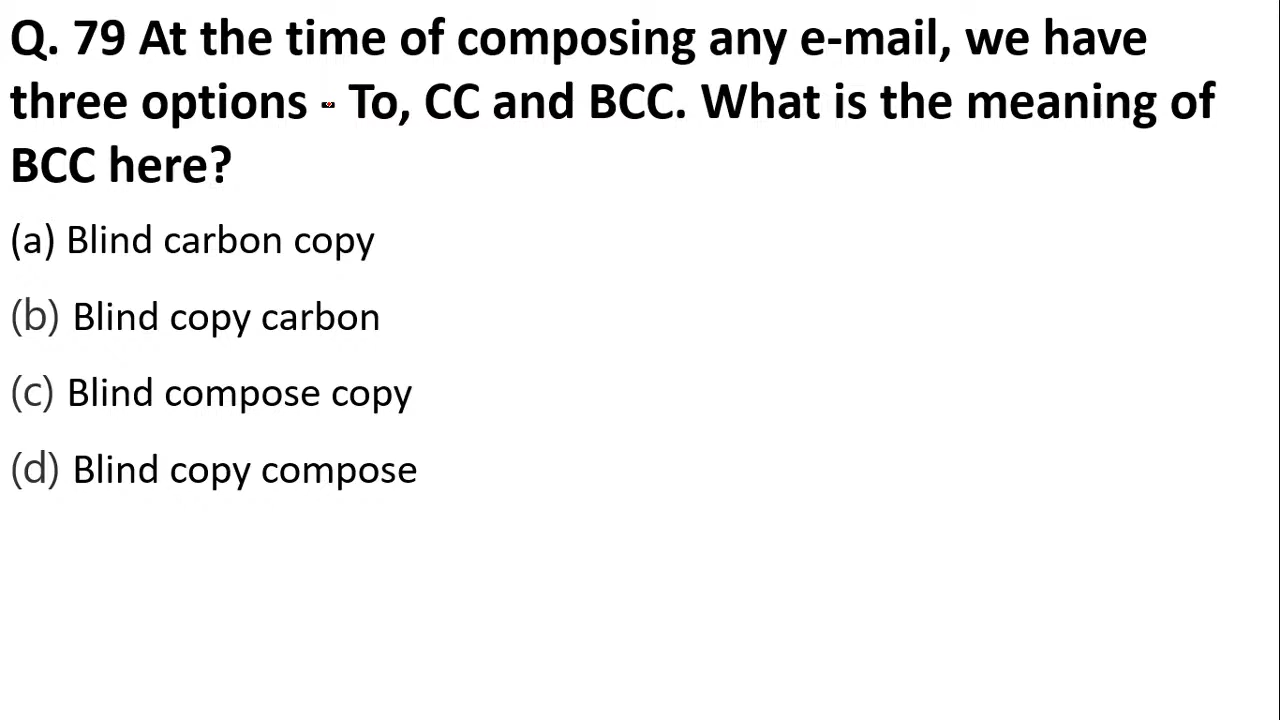 Q. 79 At the time of composing any e-mail, we have
three options - To, CC and BCC. What is the meaning of
BCC here?
(a) Blind carbon copy
(b) Blind copy carbon
(c) Blind compose copy
(d) Blind copy compose